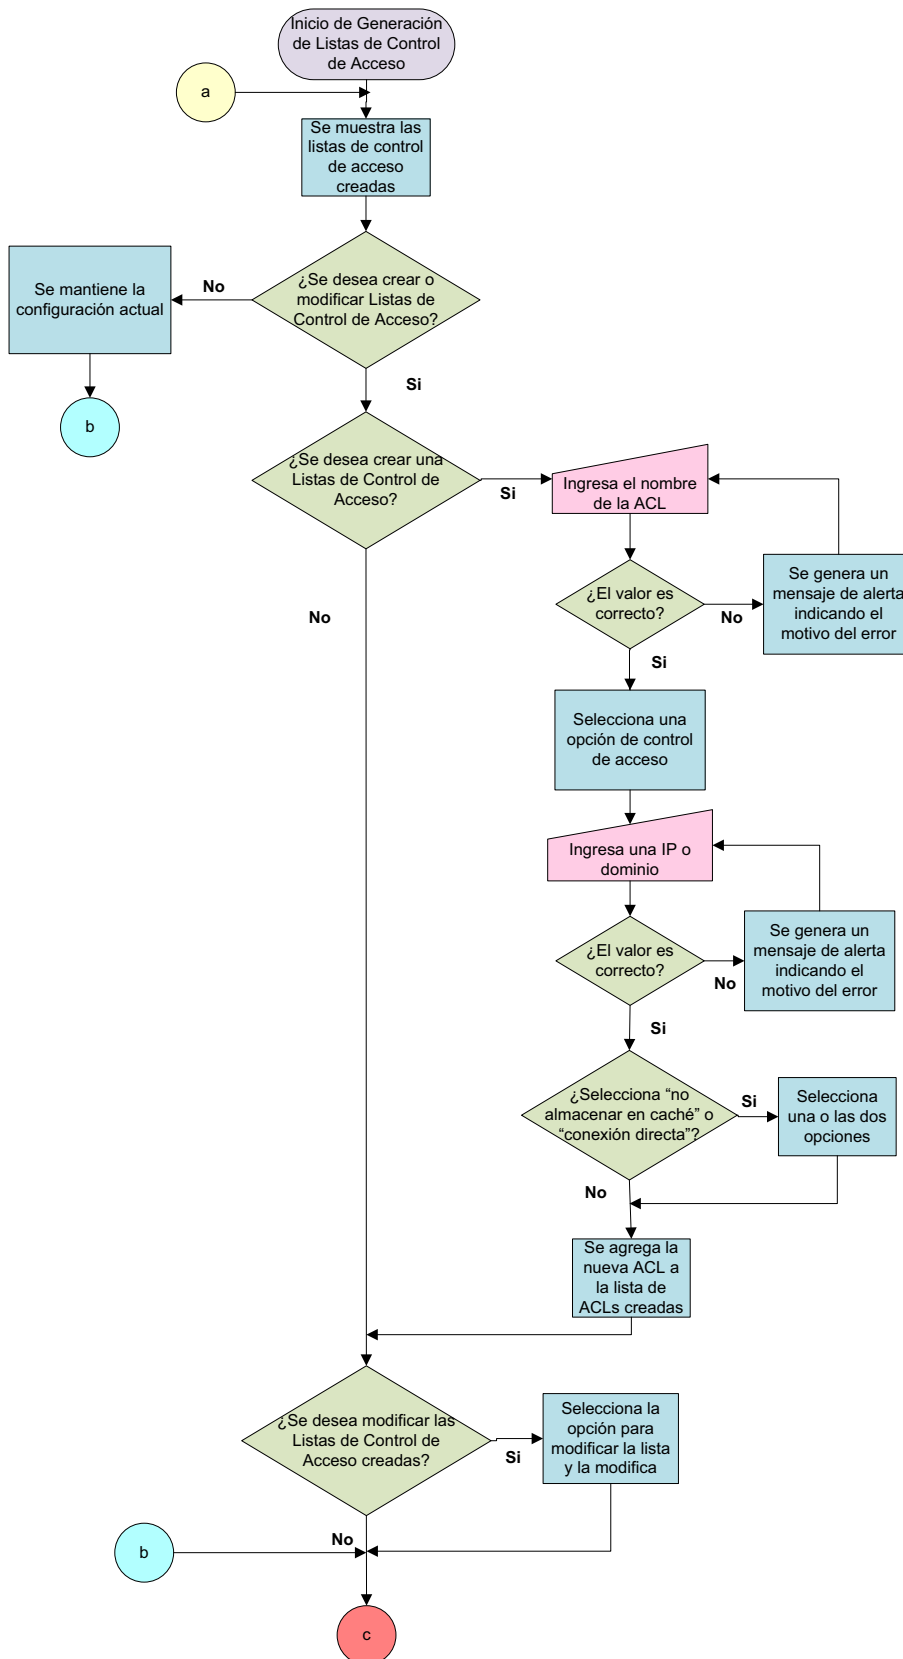 Inicio de Generación
de Listas de Control
de Acceso
a
Se muestra las
listas de control
de acceso
creadas
¿Se desea crear o
modificar Listas de
Control de Acceso?
No
Se mantiene la
configuración actual
b
Si
¿Se desea crear una
Listas de Control de
Acceso?
Si
Ingresa el nombre
de la ACL
¿El valor es
correcto?
No
Se genera un
mensaje de alerta
indicando el
motivo del error
No
Si
Selecciona una
opción de control
de acceso
Ingresa una IP o
dominio
¿El valor es
correcto?
No
Se genera un
mensaje de alerta
indicando el
motivo del error
Si
¿Selecciona “no
almacenar en caché” o
“conexión directa”?
Si
Selecciona
una o las dos
opciones
No
Se agrega la
nueva ACL a
la lista de
ACLs creadas
¿Se desea modificar las
Listas de Control de
Acceso creadas?
Si
Selecciona la
opción para
modificar la lista
y la modifica
No
b
c